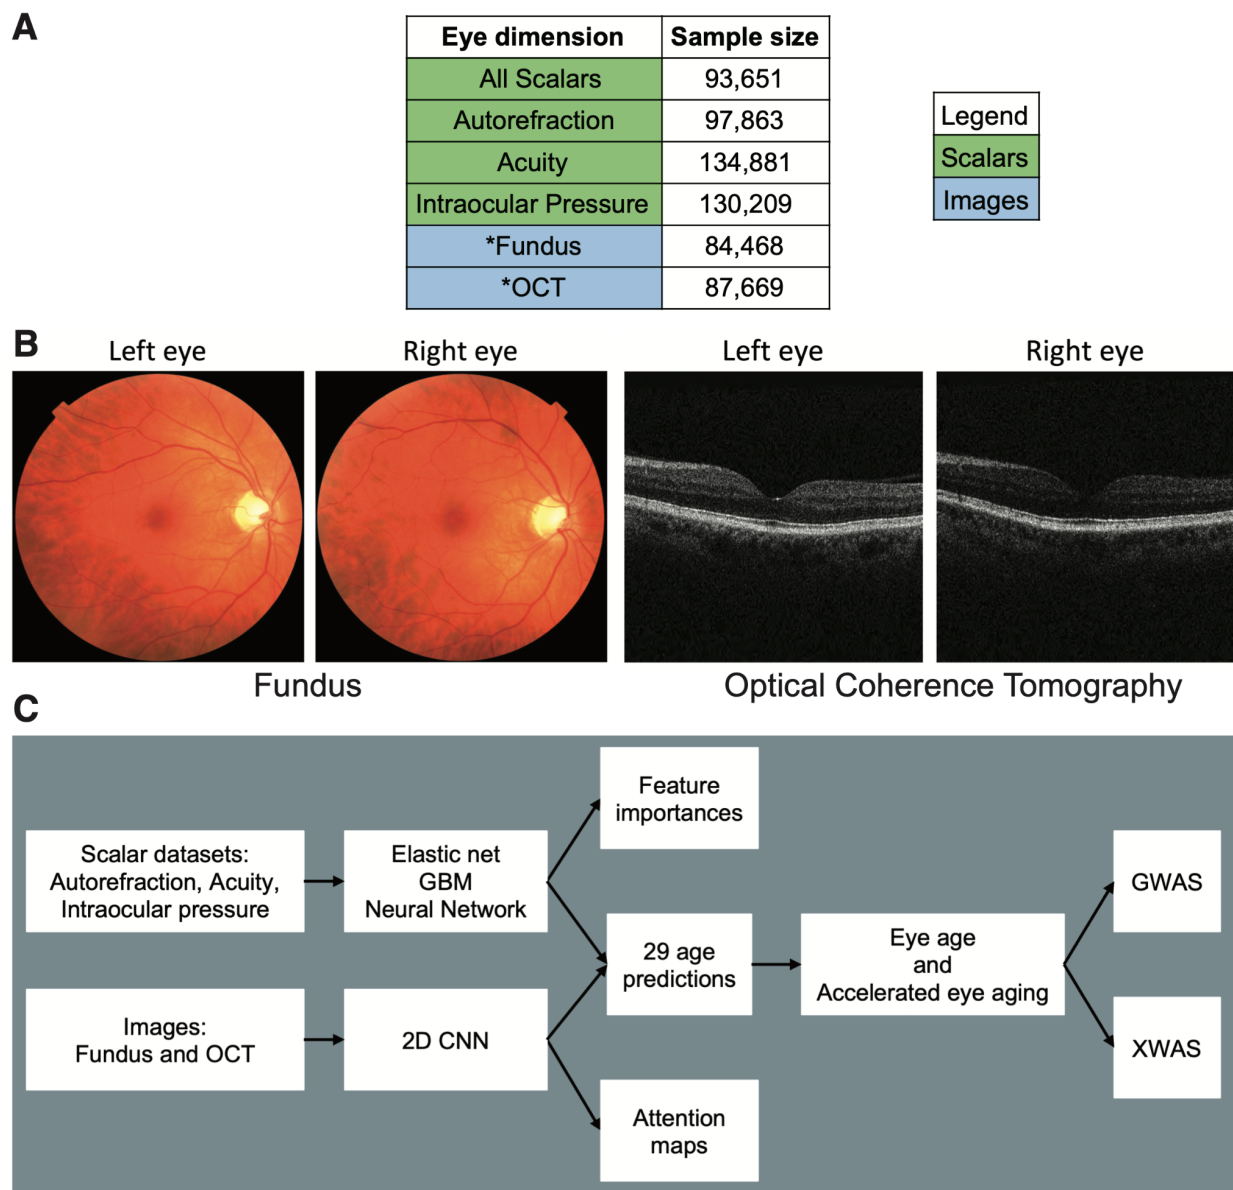 A
Eye dimension Sample size
All Scalars 93,651
Autorefraction 97,863
Acuity 134,881
Intraocular Pressure 130,209
*Fundus 84,468
*OCT 87,669
Legend
Scalars
Images
B
Left eye Right eye Left eye Right eye
Fundus Optical Coherence Tomography
C
Scalar datasets:
Autorefraction, Acuity,
Intraocular pressure
Elastic net
GBM
Neural Network
Feature
importances
29 age
predictions
Eye age
and
Accelerated eye aging
GWAS
XWAS
Images:
Fundus and OCT
2D CNN
Attention
maps